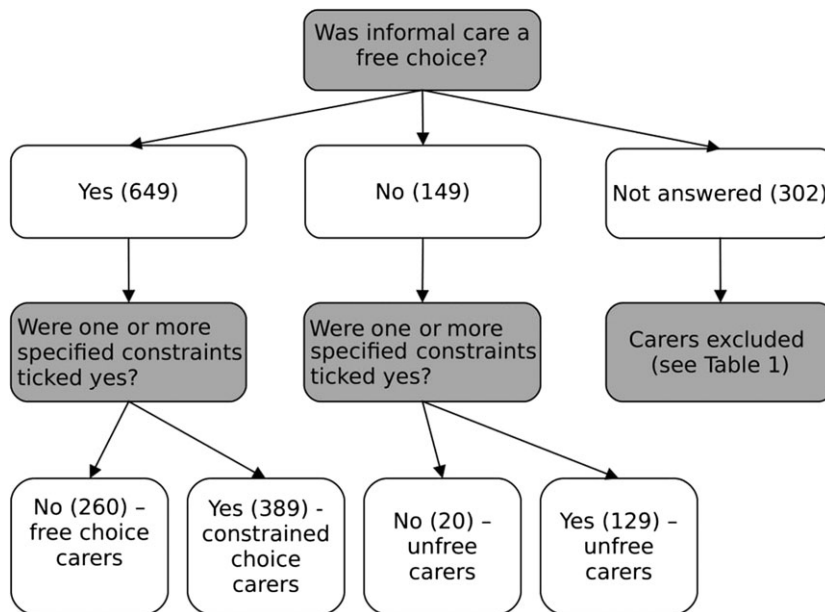 Was informal care a
free choice?
Yes (649)
No (149)
Not answered (302)
Were one or more
specified constraints
ticked yes?
Were one or more
specified constraints
ticked yes?
Carers excluded
(see Table 1)
No (260) –
free choice
carers
Yes (389) -
constrained
choice
carers
No (20) –
unfree
carers
Yes (129) –
unfree
carers